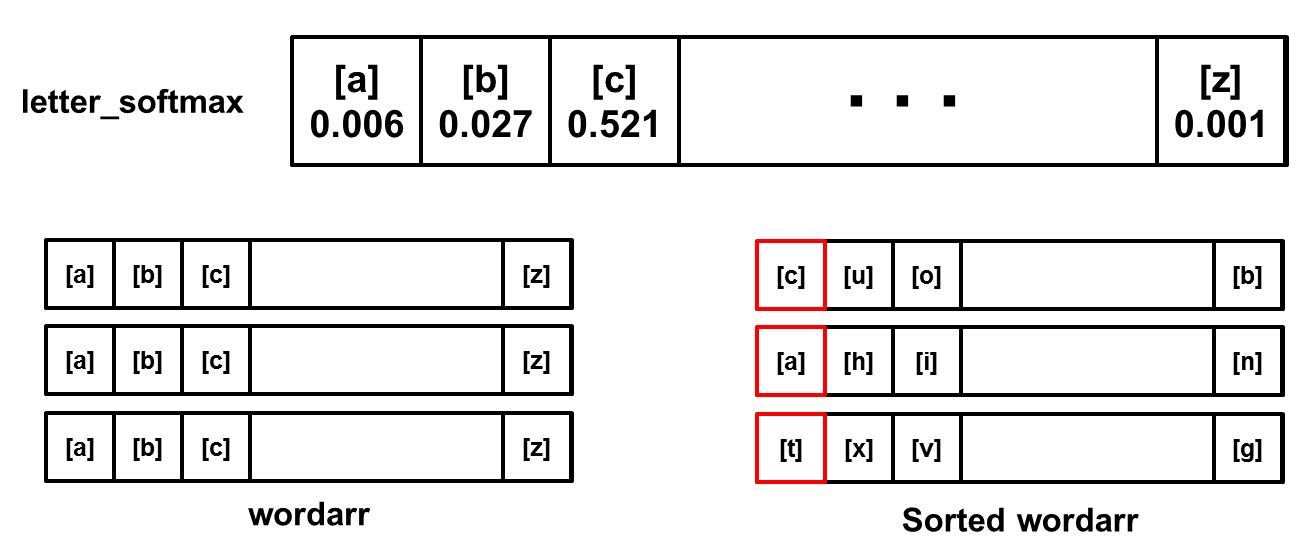 [a] [b] [c] [z]
letter_softmax 0.006 0.027 0.521 . . . 0.001
[a] [b] [c] [z]
[a] [b] [c] [z]
[a] [b] [c] [z]
wordarr
[c] [u] [o] [b]
[a] [h] [i] [n]
[t] [x] [v] [g]
Sorted wordarr